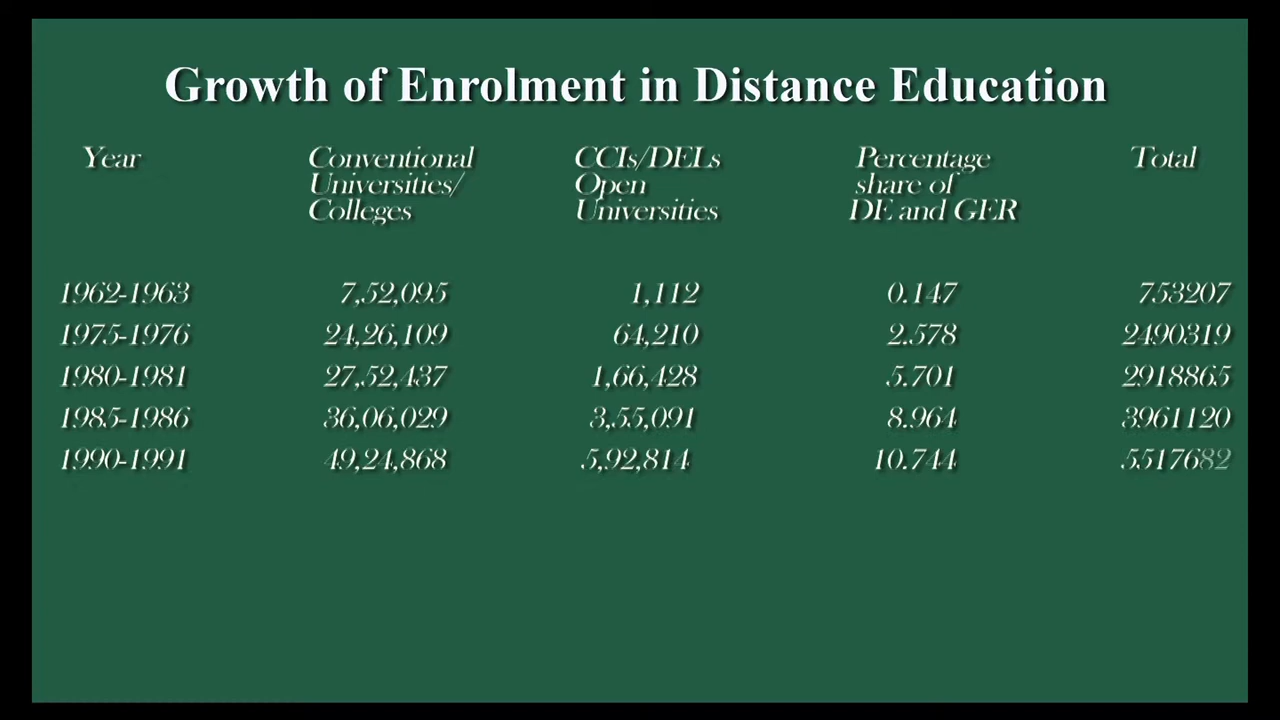 Growth of Enrolment in Distance Education
Year Conventional Universities/ Colleges CCIs/DELs Open Universities Percentage share of DE and GER Total
1962-1963 7,52,095 1,112 0.147 753207
1975-1976 24,26,109 64,210 2.578 2490319
1980-1981 27,52,437 1,66,428 5.701 2918865
1985-1986 36,06,029 3,55,091 8.964 3961120
1990-1991 49,24,868 5,92,814 10.744 5517682